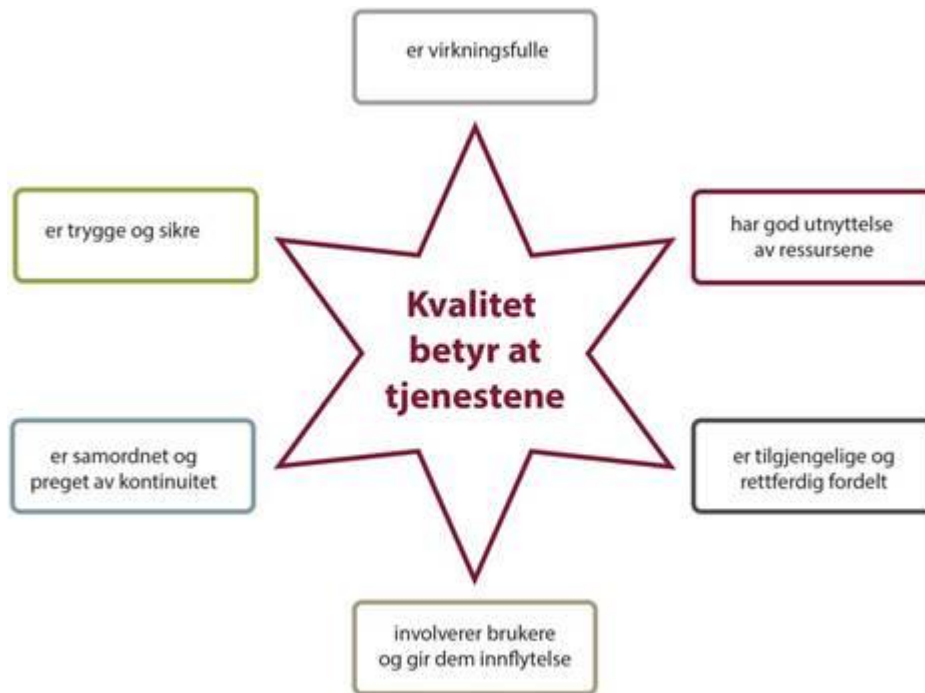 er virkningsfulle
er trygge og sikre
har god utnyttelse
av ressursene
Kvalitet
betyr at
tjenestene
er samordnet og
preget av kontinuitet
er tilgjengelige og
rettferdig fordelt
involverer brukere
og gir dem innflytelse